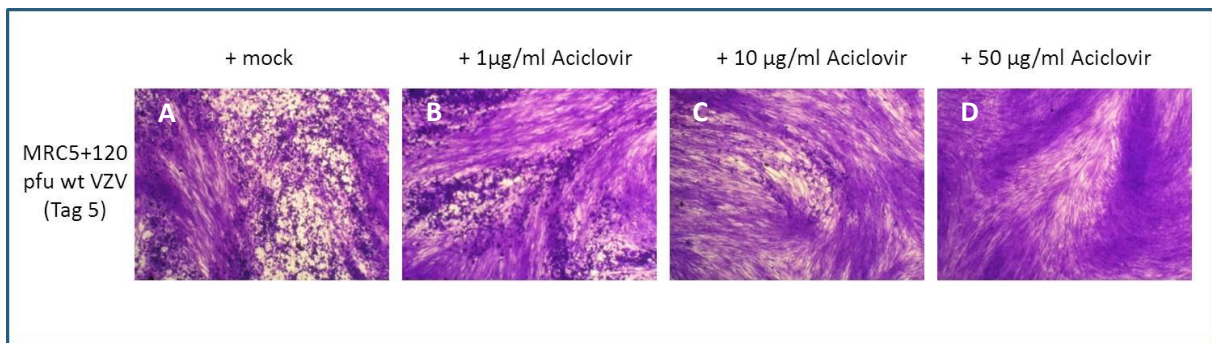 + mock
+ 1µg/ml Aciclovir
+ 10 µg/ml Aciclovir
+ 50 µg/ml Aciclovir
A
B
C
D
MRC5+120
pfu wt VZV
(Tag 5)